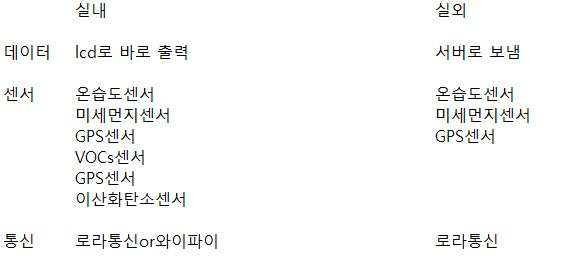 실내 실외
데이터 lcd로 바로 출력 서버로 보냄
센서 온습도센서 온습도센서
미세먼지센서 미세먼지센서
GPS센서 GPS센서
VOCs센서
GPS센서
이산화탄소센서
통신 로라통신or와이파이 로라통신